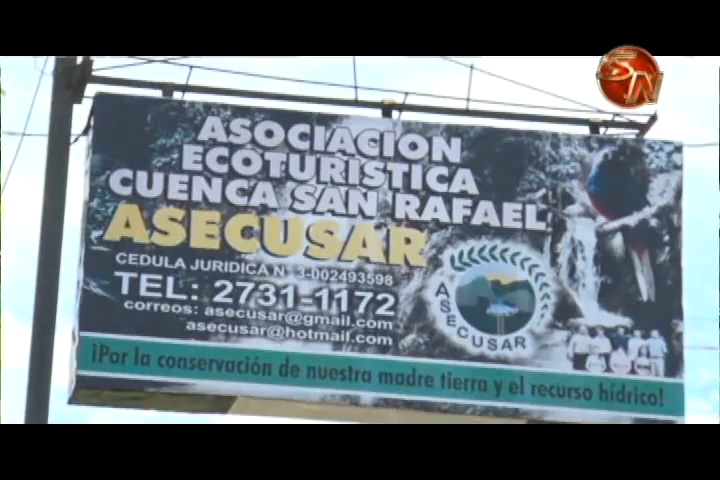 SN
ASOCIACION
ECOTURISTICA
CUENCA SAN RAFAEL
ASECUSAR
CEDULA JURIDICA N° 3-002493598
TEL: 2731-1172
correos: asecusar@gmail.com
asecusar@hotmail.com
ASECUSAR
¡Por la conservación de nuestra madre tierra y el recurso hídrico!